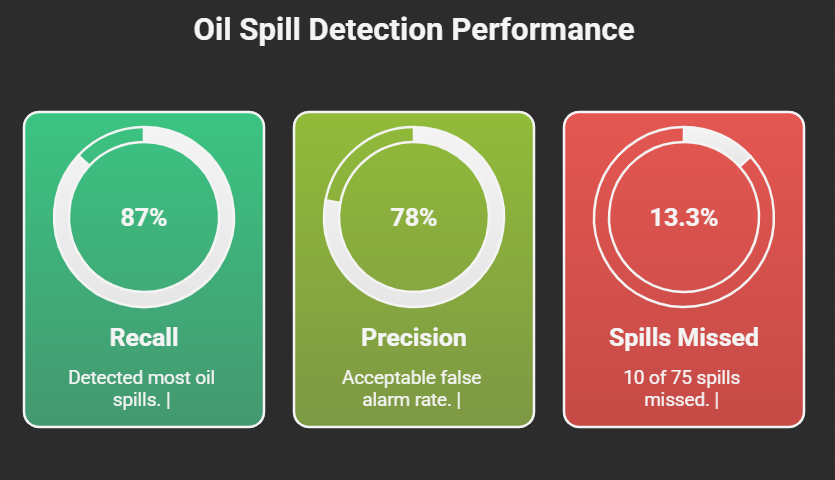 Oil Spill Detection Performance
87%
Recall
Detected most oil
spills. |
78%
Precision
Acceptable false
alarm rate. |
13.3%
Spills Missed
10 of 75 spills
missed. |